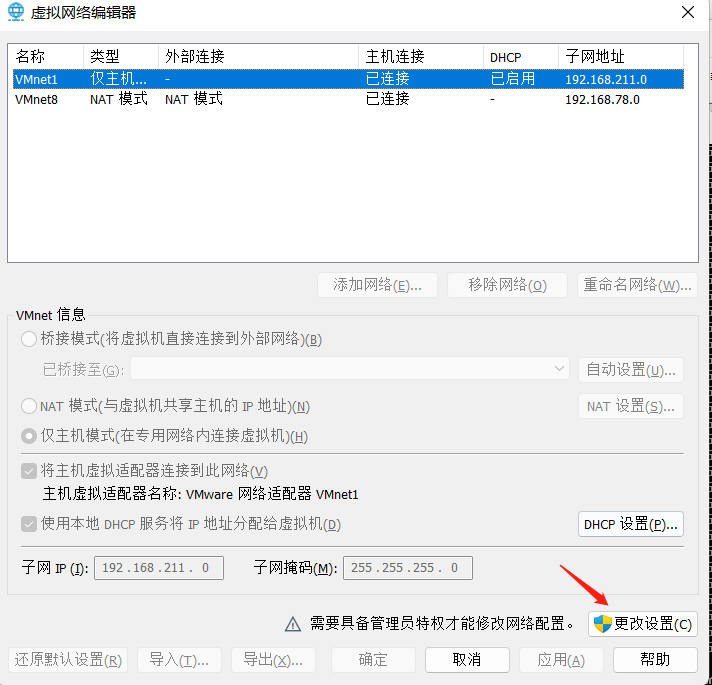 虚拟网络编辑器
名称 类型 外部连接 主机连接 DHCP 子网地址
VMnet1 仅主机... - 已连接 已启用 192.168.211.0
VMnet8 NAT 模式 NAT 模式 已连接 - 192.168.78.0
添加网络(E)... 移除网络(O) 重命名网络(W)...
VMnet 信息
桥接模式(将虚拟机直接连接到外部网络)(B)
已桥接至(G): 自动设置(U)...
NAT 模式(与虚拟机共享主机的 IP 地址)(N) NAT 设置(S)...
仅主机模式(在专用网络内连接虚拟机)(H)
将主机虚拟适配器连接到此网络(V)
主机虚拟适配器名称: VMware 网络适配器 VMnet1
使用本地 DHCP 服务将 IP 地址分配给虚拟机(D) DHCP 设置(P)...
子网 IP (I): 192 . 168 . 211 . 0 子网掩码(M): 255 . 255 . 255 . 0
需要具备管理员特权才能修改网络配置。 更改设置(C)
还原默认设置(R) 导入(T)... 导出(X)... 确定 取消 应用(A) 帮助